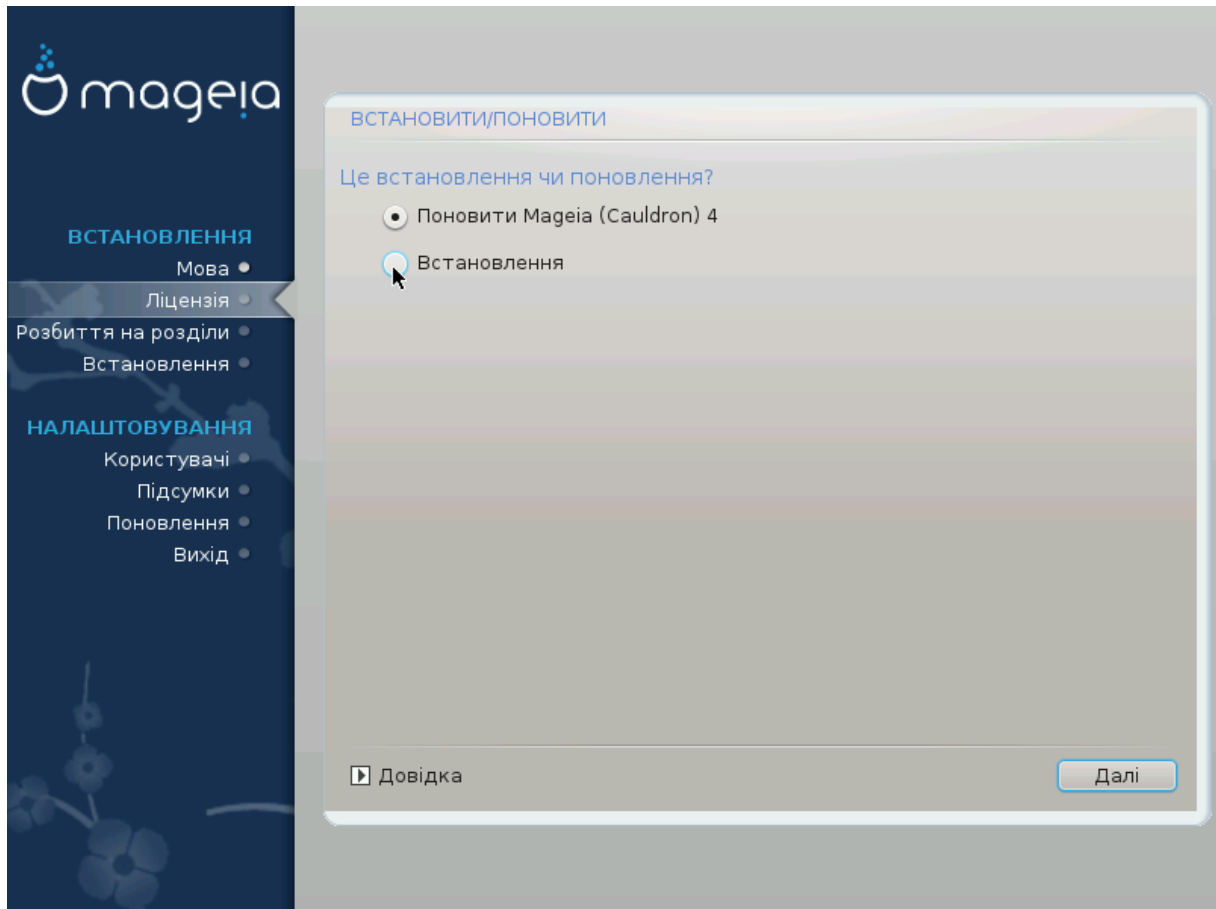 mageia
ВСТАНОВЛЕННЯ
Мова
Ліцензія
Розбиття на розділи
Встановлення
НАЛАШТОВУВАННЯ
Користувачі
Підсумки
Поновлення
Вихід
ВСТАНОВИТИ/ПОНОВИТИ
Це встановлення чи поновлення?
Поновити Mageia (Cauldron) 4
Встановлення
Довідка
Далі